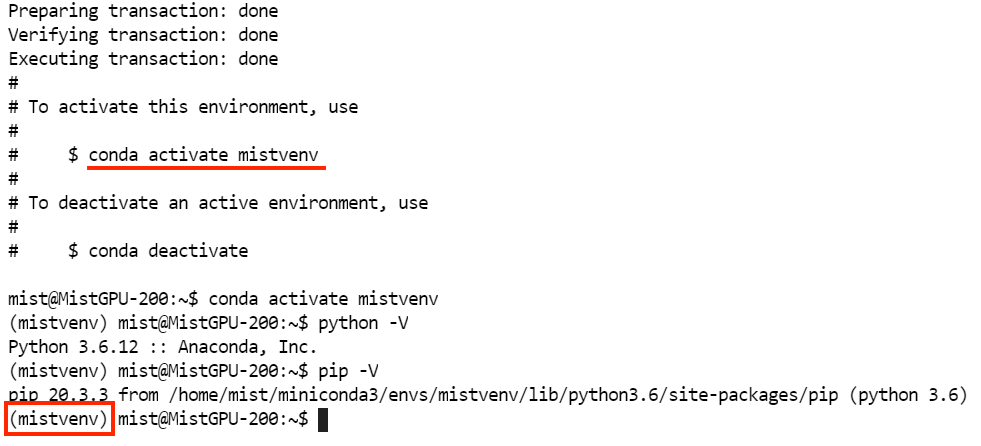 Preparing transaction: done
Verifying transaction: done
Executing transaction: done
#
# To activate this environment, use
#
#     $ conda activate mistvenv
#
# To deactivate an active environment, use
#
#     $ conda deactivate

mist@MistGPU-200:~$ conda activate mistvenv
(mistvenv) mist@MistGPU-200:~$ python -V
Python 3.6.12 :: Anaconda, Inc.
(mistvenv) mist@MistGPU-200:~$ pip -V
pip 20.3.3 from /home/mist/miniconda3/envs/mistvenv/lib/python3.6/site-packages/pip (python 3.6)
(mistvenv) mist@MistGPU-200:~$